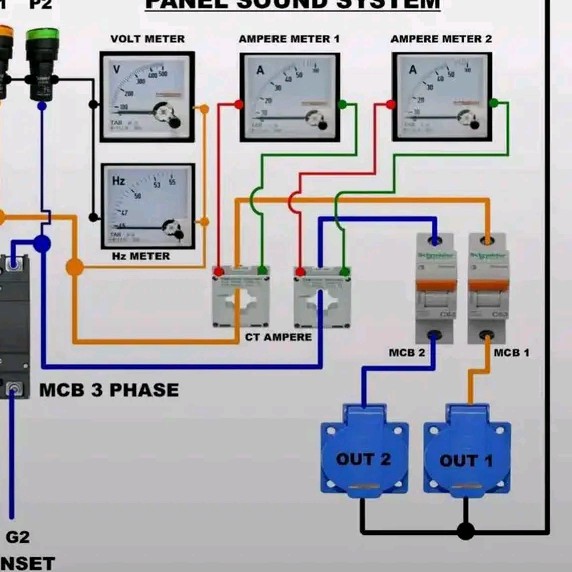 PANEL SOUND SYSTEM
P2
VOLT METER
AMPERE METER 1
AMPERE METER 2
V
A
A
Hz
Hz METER
CT AMPERE
MCB 2
MCB 1
MCB 3 PHASE
OUT 2
OUT 1
G2
NSET